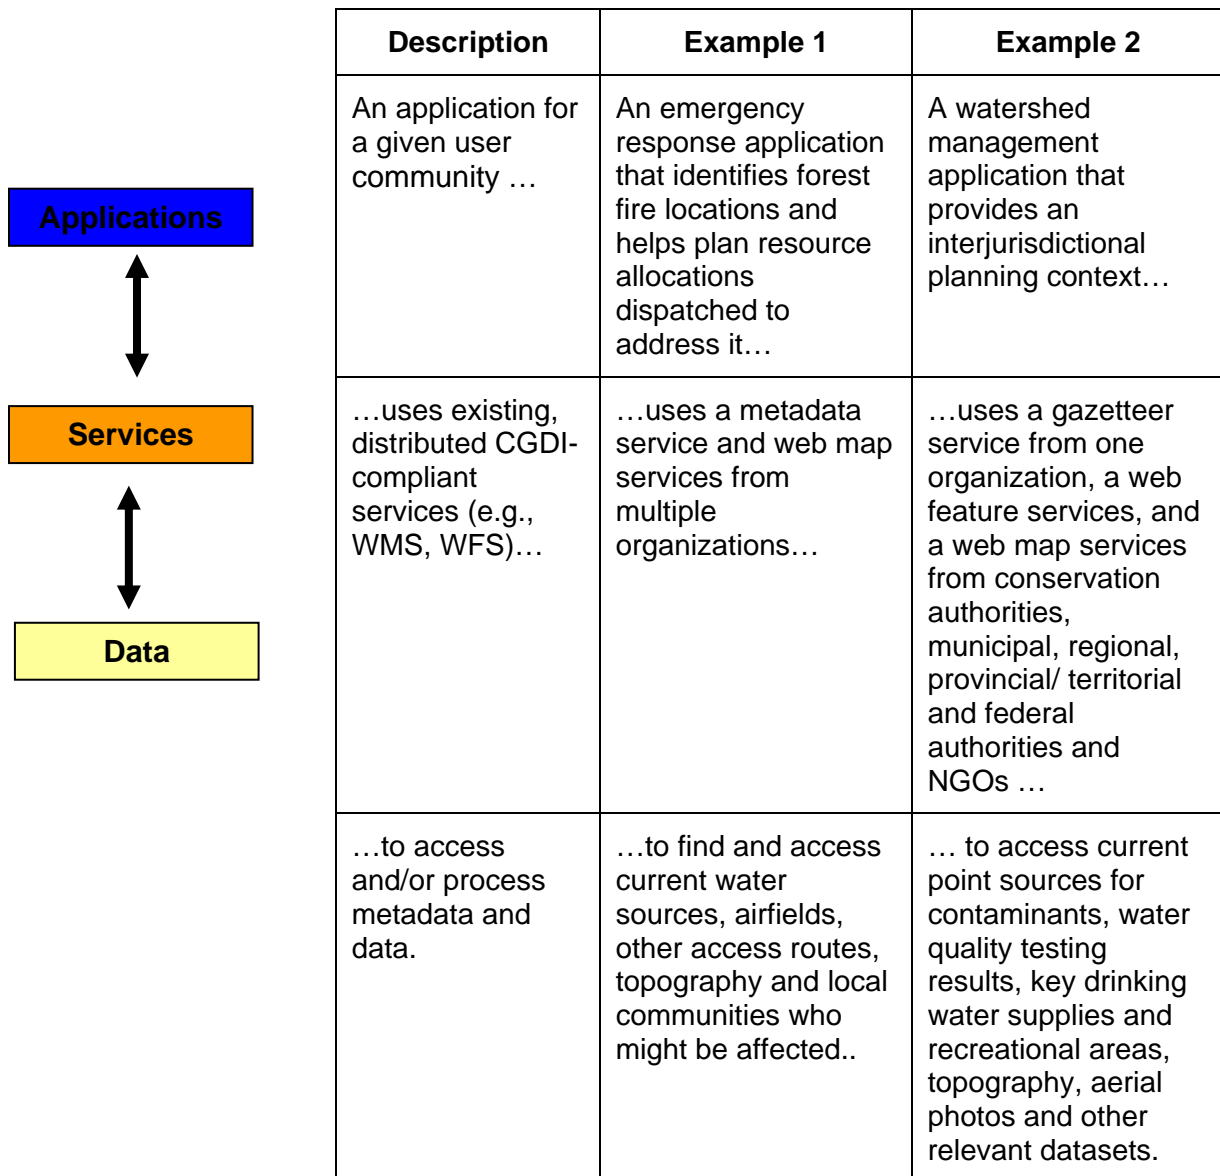 Description
Example 1
Example 2
Applications
An application for
a given user
community …
An emergency
response application
that identifies forest
fire locations and
helps plan resource
allocations
dispatched to
address it…
A watershed
management
application that
provides an
interjurisdictional
planning context…
Services
…uses existing,
distributed CGDI-
compliant
services (e.g.,
WMS, WFS)…
…uses a metadata
service and web map
services from
multiple
organizations…
…uses a gazetteer
service from one
organization, a web
feature services, and
a web map services
from conservation
authorities,
municipal, regional,
provincial/ territorial
and federal
authorities and
NGOs …
Data
…to access
and/or process
metadata and
data.
…to find and access
current water
sources, airfields,
other access routes,
topography and local
communities who
might be affected..
… to access current
point sources for
contaminants, water
quality testing
results, key drinking
water supplies and
recreational areas,
topography, aerial
photos and other
relevant datasets.